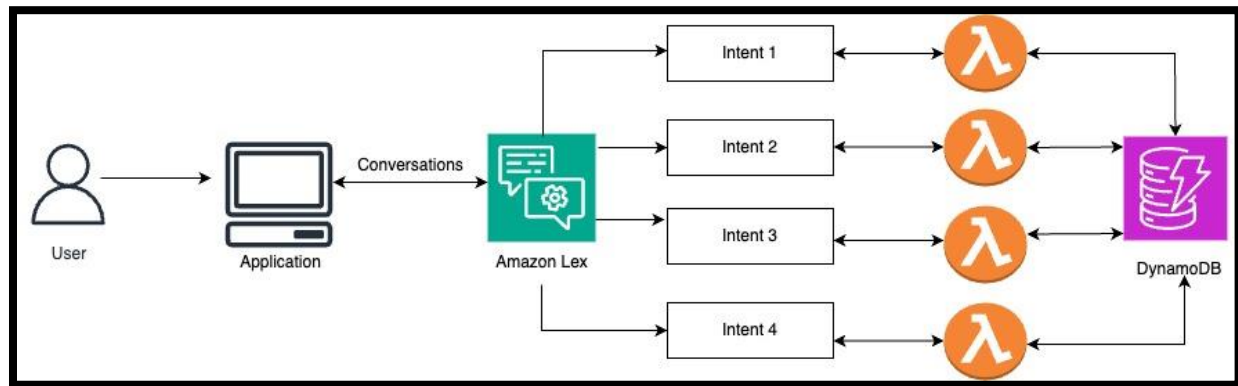 Intent 1
Conversations
Intent 2
Intent 3
User
Application
Amazon Lex
DynamoDB
Intent 4